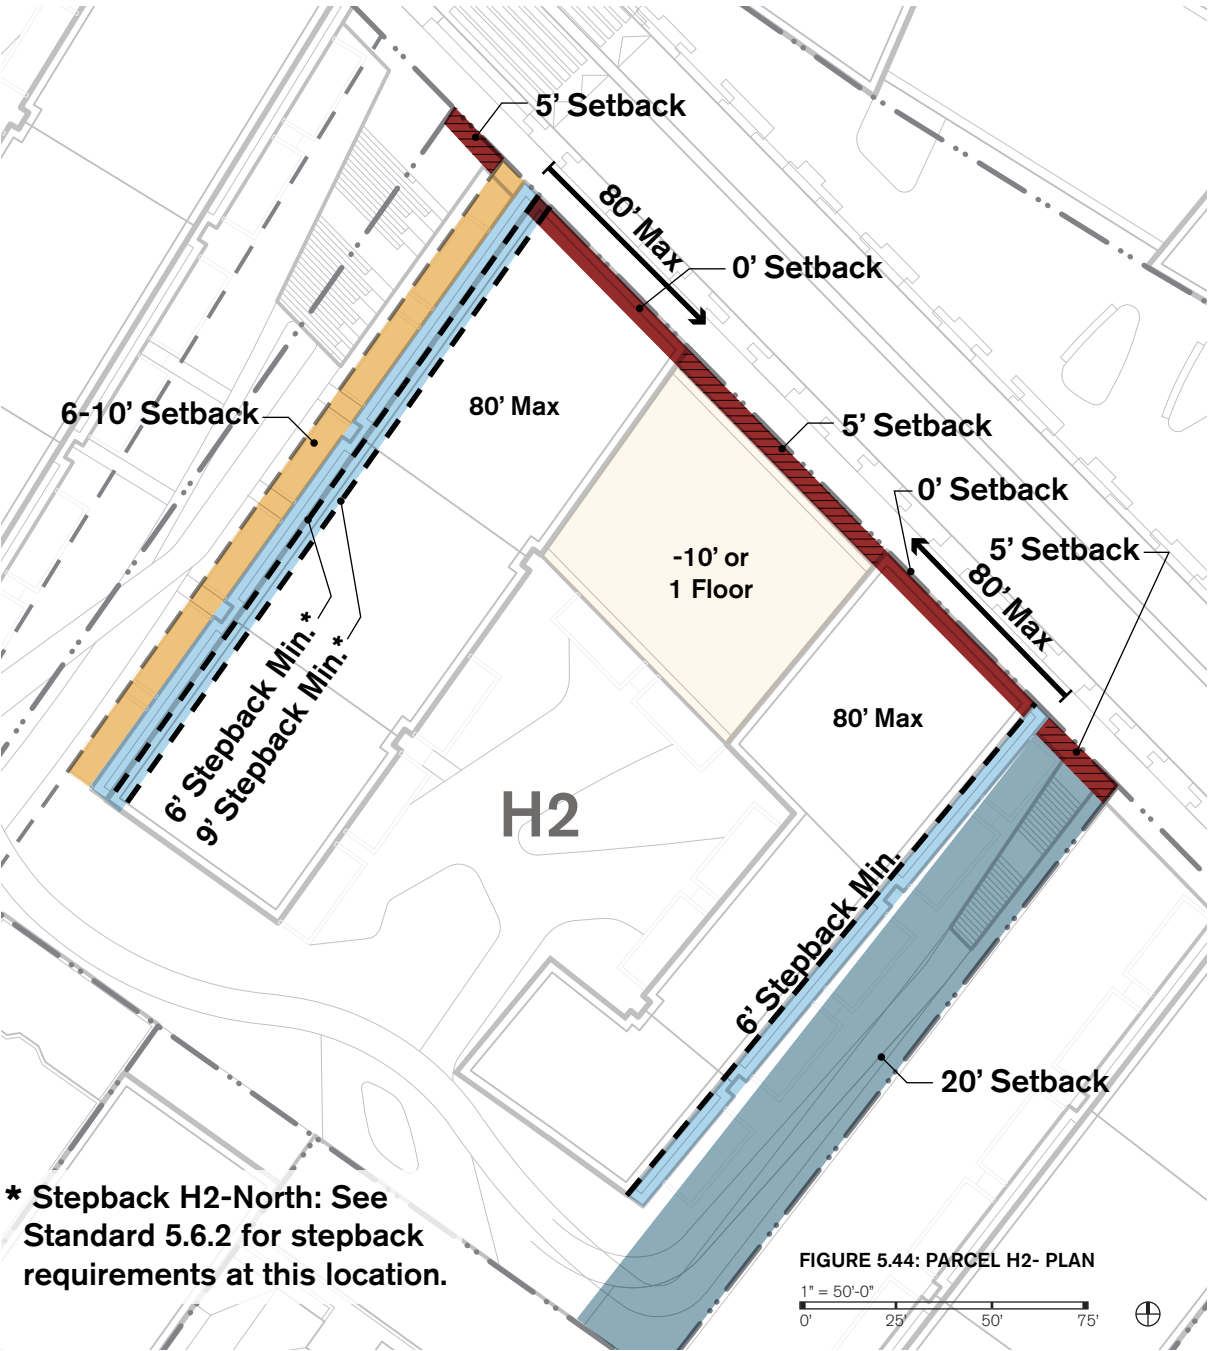 5’ Setback
80’ Max
0’ Setback
6-10’ Setback
80’ Max
5’ Setback
0’ Setback
5’ Setback
-10’ or
1 Floor
80’ Max
6’ Stepback Min.*
9’ Stepback Min.*
80’ Max
H2
6’ Stepback Min.
20’ Setback
* Stepback H2-North: See
Standard 5.6.2 for stepback
requirements at this location.
FIGURE 5.44: PARCEL H2- PLAN
1" = 50'-0"
0' 25' 50' 75'